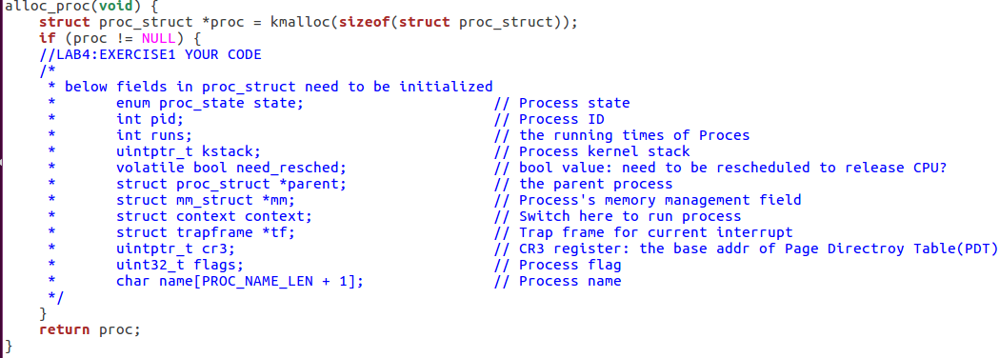 alloc_proc(void) {
    struct proc_struct *proc = kmalloc(sizeof(struct proc_struct));
    if (proc != NULL) {
    //LAB4:EXERCISE1 YOUR CODE
    /*
     * below fields in proc_struct need to be initialized
     *       enum proc_state state;                      // Process state
     *       int pid;                                    // Process ID
     *       int runs;                                   // the running times of Proces
     *       uintptr_t kstack;                           // Process kernel stack
     *       volatile bool need_resched;                 // bool value: need to be rescheduled to release CPU?
     *       struct proc_struct *parent;                 // the parent process
     *       struct mm_struct *mm;                       // Process's memory management field
     *       struct context context;                     // Switch here to run process
     *       struct trapframe *tf;                       // Trap frame for current interrupt
     *       uintptr_t cr3;                              // CR3 register: the base addr of Page Directroy Table(PDT)
     *       uint32_t flags;                             // Process flag
     *       char name[PROC_NAME_LEN + 1];               // Process name
     */
    }
    return proc;
}